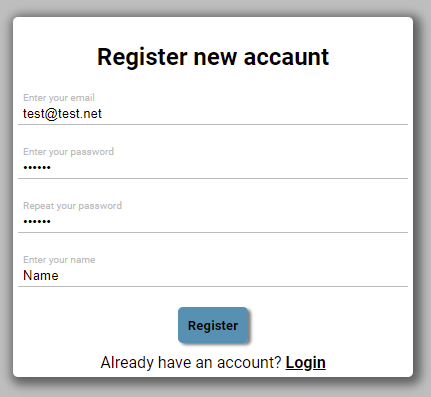 Register new accaunt
Enter your email
test@test.net
Enter your password
••••••
Repeat your password
••••••
Enter your name
Name
Register
Already have an account? Login